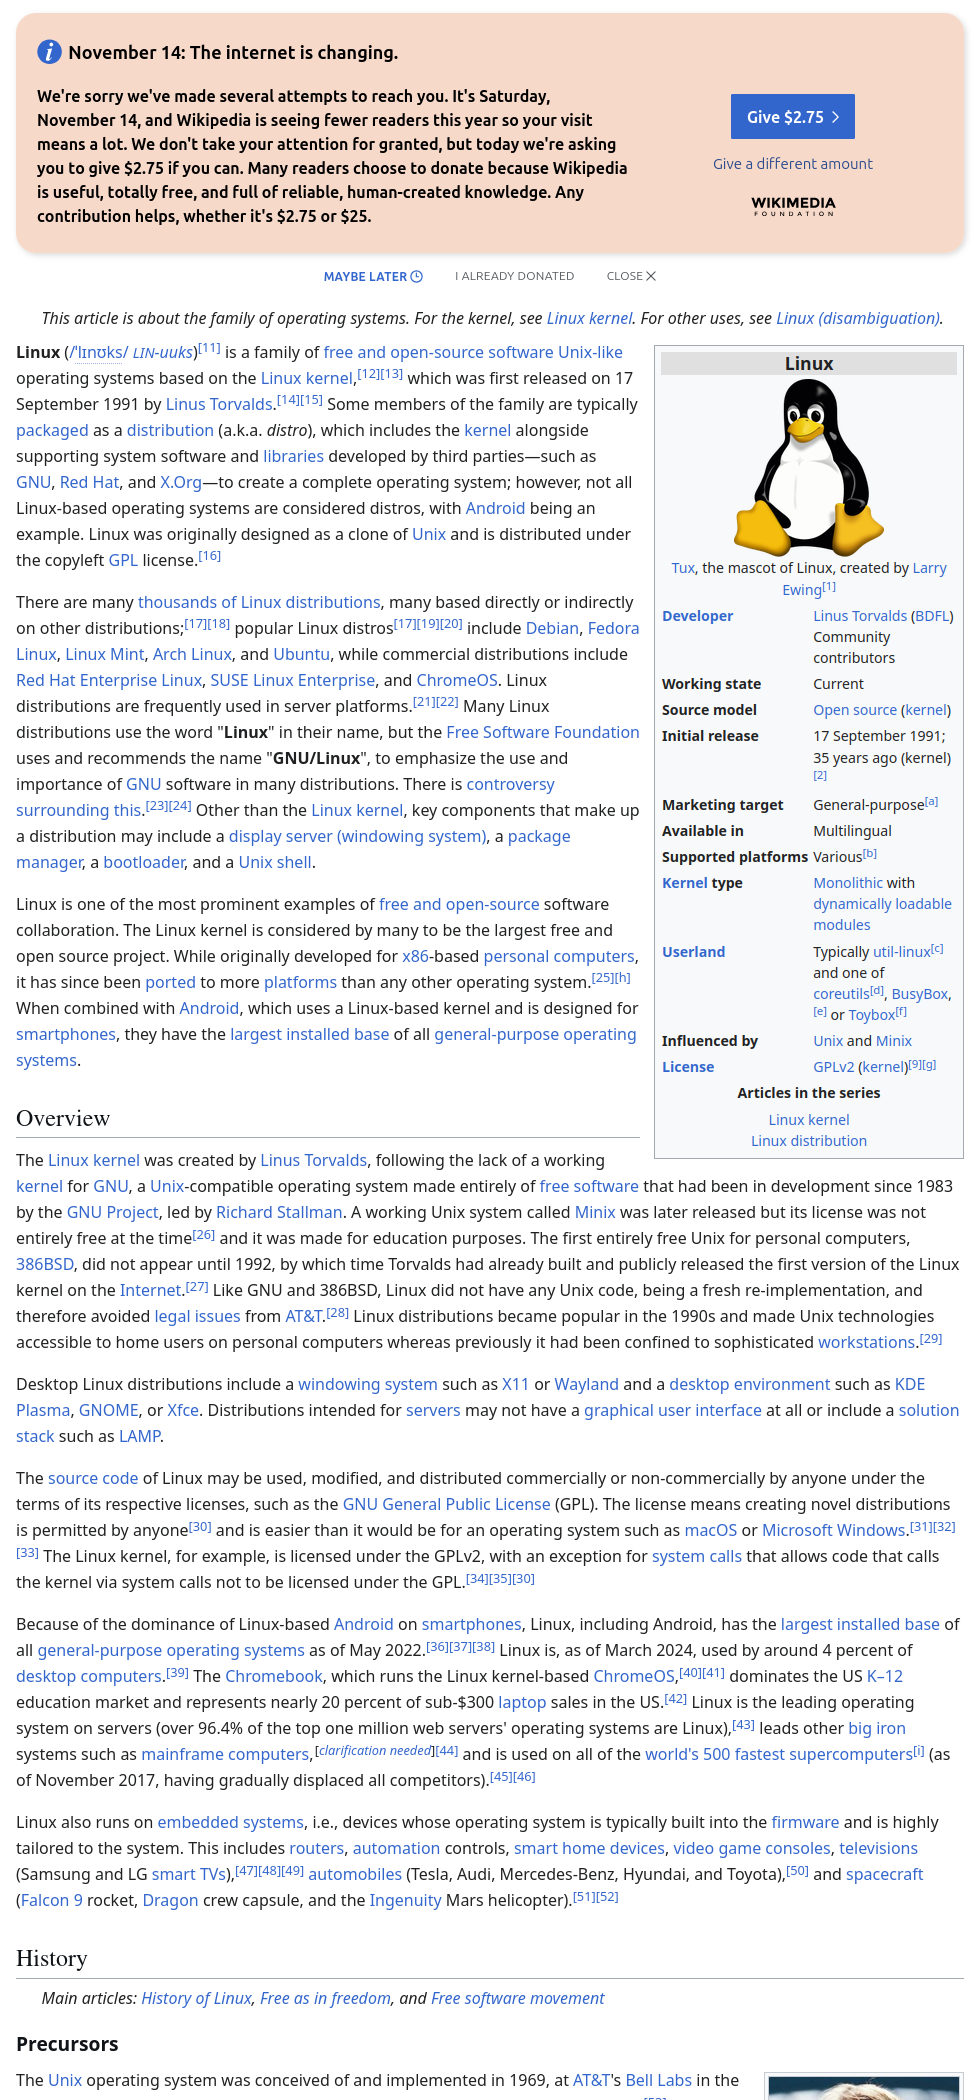 November 14: The internet is changing.
We're sorry we've made several attempts to reach you. It's Saturday,
November 14, and Wikipedia is seeing fewer readers this year so your visit
means a lot. We don't take your attention for granted, but today we're asking
you to give $2.75 if you can. Many readers choose to donate because Wikipedia
is useful, totally free, and full of reliable, human-created knowledge. Any
contribution helps, whether it's $2.75 or $25.
Give $2.75
Give a different amount
WIKIMEDIA
FOUNDATION
MAYBE LATER
I ALREADY DONATED
CLOSE
This article is about the family of operating systems. For the kernel, see Linux kernel. For other uses, see Linux (disambiguation).
Linux (/ˈlɪnʊks/ LIN-uuks)[11] is a family of free and open-source software Unix-like
operating systems based on the Linux kernel,[12][13] which was first released on 17
September 1991 by Linus Torvalds.[14][15] Some members of the family are typically
packaged as a distribution (a.k.a. distro), which includes the kernel alongside
supporting system software and libraries developed by third parties—such as
GNU, Red Hat, and X.Org—to create a complete operating system; however, not all
Linux-based operating systems are considered distros, with Android being an
example. Linux was originally designed as a clone of Unix and is distributed under
the copyleft GPL license.[16]
There are many thousands of Linux distributions, many based directly or indirectly
on other distributions;[17][18] popular Linux distros[17][19][20] include Debian, Fedora
Linux, Linux Mint, Arch Linux, and Ubuntu, while commercial distributions include
Red Hat Enterprise Linux, SUSE Linux Enterprise, and ChromeOS. Linux
distributions are frequently used in server platforms.[21][22] Many Linux
distributions use the word "Linux" in their name, but the Free Software Foundation
uses and recommends the name "GNU/Linux", to emphasize the use and
importance of GNU software in many distributions. There is controversy
surrounding this.[23][24] Other than the Linux kernel, key components that make up
a distribution may include a display server (windowing system), a package
manager, a bootloader, and a Unix shell.
Linux is one of the most prominent examples of free and open-source software
collaboration. The Linux kernel is considered by many to be the largest free and
open source project. While originally developed for x86-based personal computers,
it has since been ported to more platforms than any other operating system.[25][h]
When combined with Android, which uses a Linux-based kernel and is designed for
smartphones, they have the largest installed base of all general-purpose operating
systems.
Linux
Tux, the mascot of Linux, created by Larry
Ewing[1]
Developer Linus Torvalds (BDFL)
Community
contributors
Working state Current
Source model Open source (kernel)
Initial release 17 September 1991;
35 years ago (kernel)
[2]
Marketing target General-purpose[a]
Available in Multilingual
Supported platforms Various[b]
Kernel type Monolithic with
dynamically loadable
modules
Userland Typically util-linux[c]
and one of
coreutils[d], BusyBox,
[e] or Toybox[f]
Influenced by Unix and Minix
License GPLv2 (kernel)[9][g]
Articles in the series
Linux kernel
Linux distribution
Overview
The Linux kernel was created by Linus Torvalds, following the lack of a working
kernel for GNU, a Unix-compatible operating system made entirely of free software that had been in development since 1983
by the GNU Project, led by Richard Stallman. A working Unix system called Minix was later released but its license was not
entirely free at the time[26] and it was made for education purposes. The first entirely free Unix for personal computers,
386BSD, did not appear until 1992, by which time Torvalds had already built and publicly released the first version of the Linux
kernel on the Internet.[27] Like GNU and 386BSD, Linux did not have any Unix code, being a fresh re-implementation, and
therefore avoided legal issues from AT&T.[28] Linux distributions became popular in the 1990s and made Unix technologies
accessible to home users on personal computers whereas previously it had been confined to sophisticated workstations.[29]
Desktop Linux distributions include a windowing system such as X11 or Wayland and a desktop environment such as KDE
Plasma, GNOME, or Xfce. Distributions intended for servers may not have a graphical user interface at all or include a solution
stack such as LAMP.
The source code of Linux may be used, modified, and distributed commercially or non-commercially by anyone under the
terms of its respective licenses, such as the GNU General Public License (GPL). The license means creating novel distributions
is permitted by anyone[30] and is easier than it would be for an operating system such as macOS or Microsoft Windows.[31][32]
[33] The Linux kernel, for example, is licensed under the GPLv2, with an exception for system calls that allows code that calls
the kernel via system calls not to be licensed under the GPL.[34][35][30]
Because of the dominance of Linux-based Android on smartphones, Linux, including Android, has the largest installed base of
all general-purpose operating systems as of May 2022.[36][37][38] Linux is, as of March 2024, used by around 4 percent of
desktop computers.[39] The Chromebook, which runs the Linux kernel-based ChromeOS,[40][41] dominates the US K–12
education market and represents nearly 20 percent of sub-$300 laptop sales in the US.[42] Linux is the leading operating
system on servers (over 96.4% of the top one million web servers' operating systems are Linux),[43] leads other big iron
systems such as mainframe computers,[clarification needed][44] and is used on all of the world's 500 fastest supercomputers[i] (as
of November 2017, having gradually displaced all competitors).[45][46]
Linux also runs on embedded systems, i.e., devices whose operating system is typically built into the firmware and is highly
tailored to the system. This includes routers, automation controls, smart home devices, video game consoles, televisions
(Samsung and LG smart TVs),[47][48][49] automobiles (Tesla, Audi, Mercedes-Benz, Hyundai, and Toyota),[50] and spacecraft
(Falcon 9 rocket, Dragon crew capsule, and the Ingenuity Mars helicopter).[51][52]
History
Main articles: History of Linux, Free as in freedom, and Free software movement
Precursors
The Unix operating system was conceived of and implemented in 1969, at AT&T's Bell Labs in the